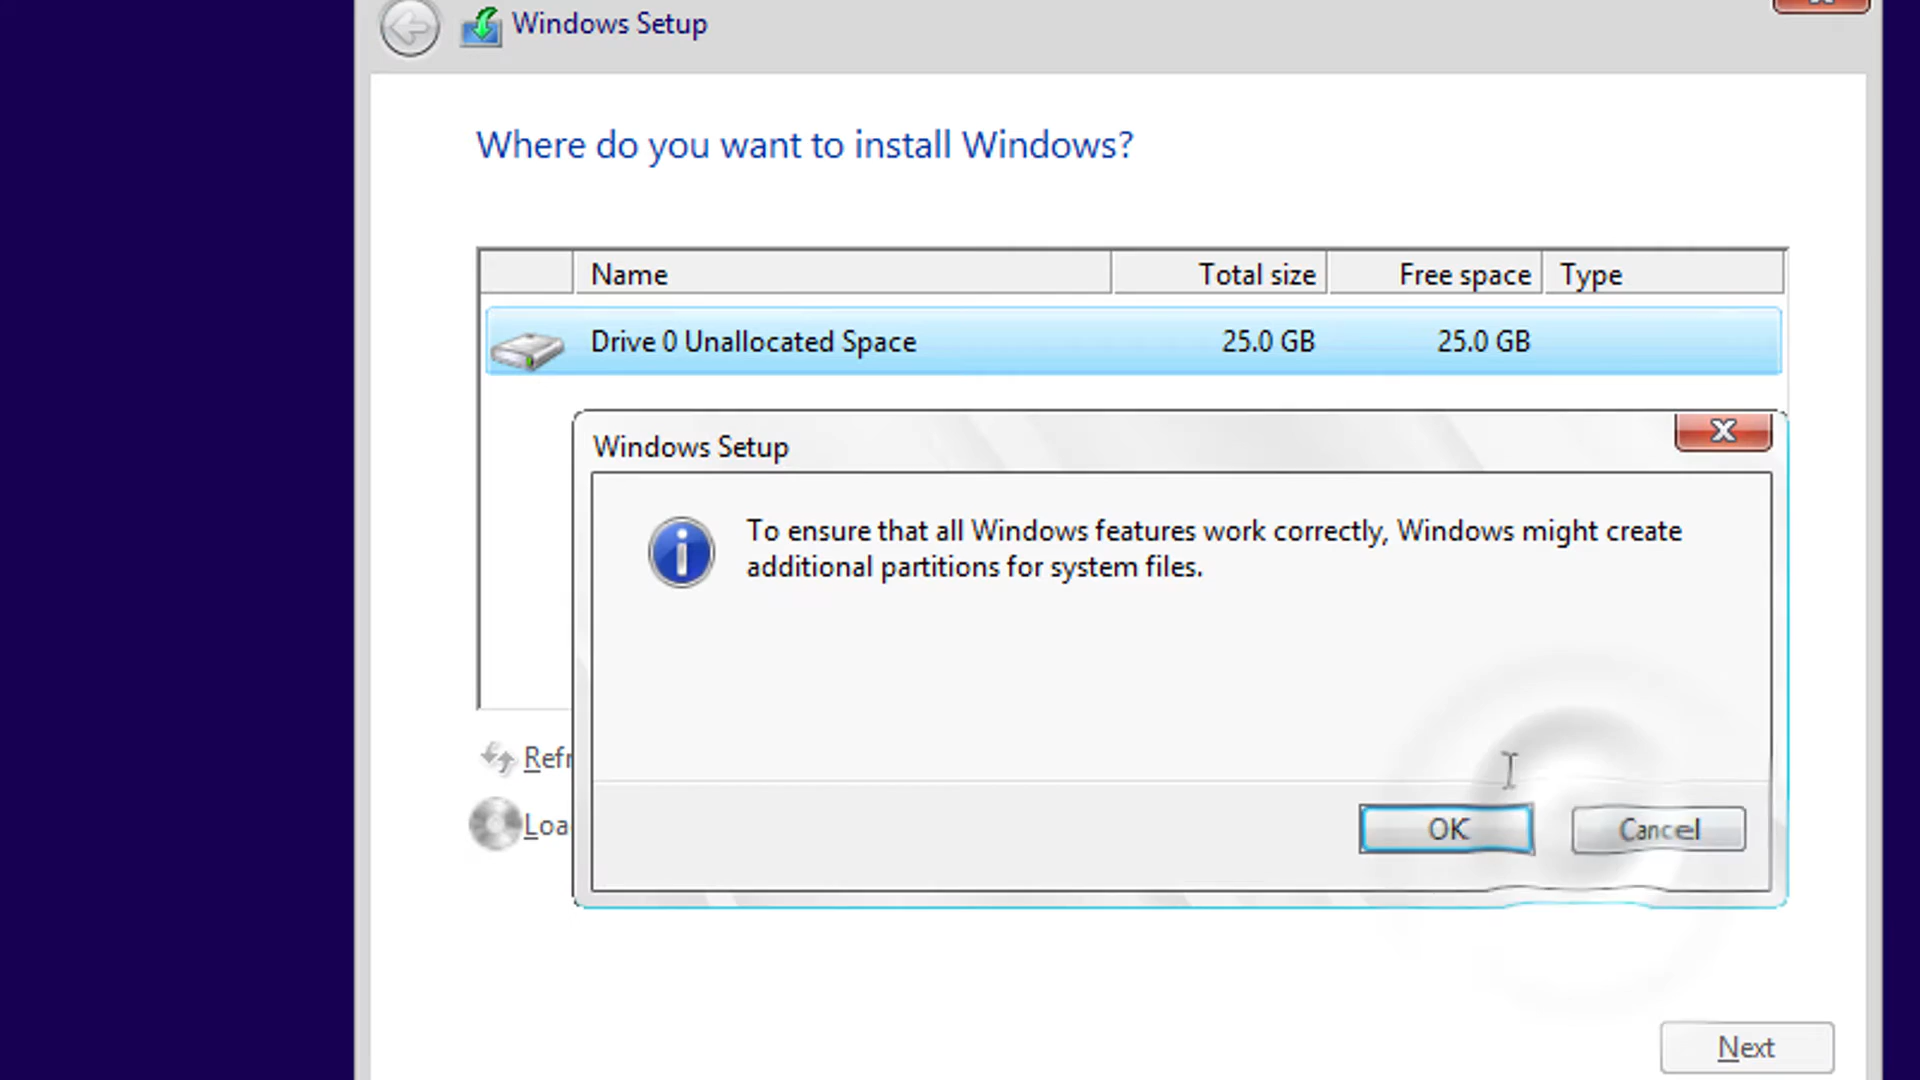 Windows Setup
Where do you want to install Windows?
Name Total size Free space Type
Drive 0 Unallocated Space 25.0 GB 25.0 GB
Windows Setup
To ensure that all Windows features work correctly, Windows might create
additional partitions for system files.
Refr
Loa
OK Cancel
Next